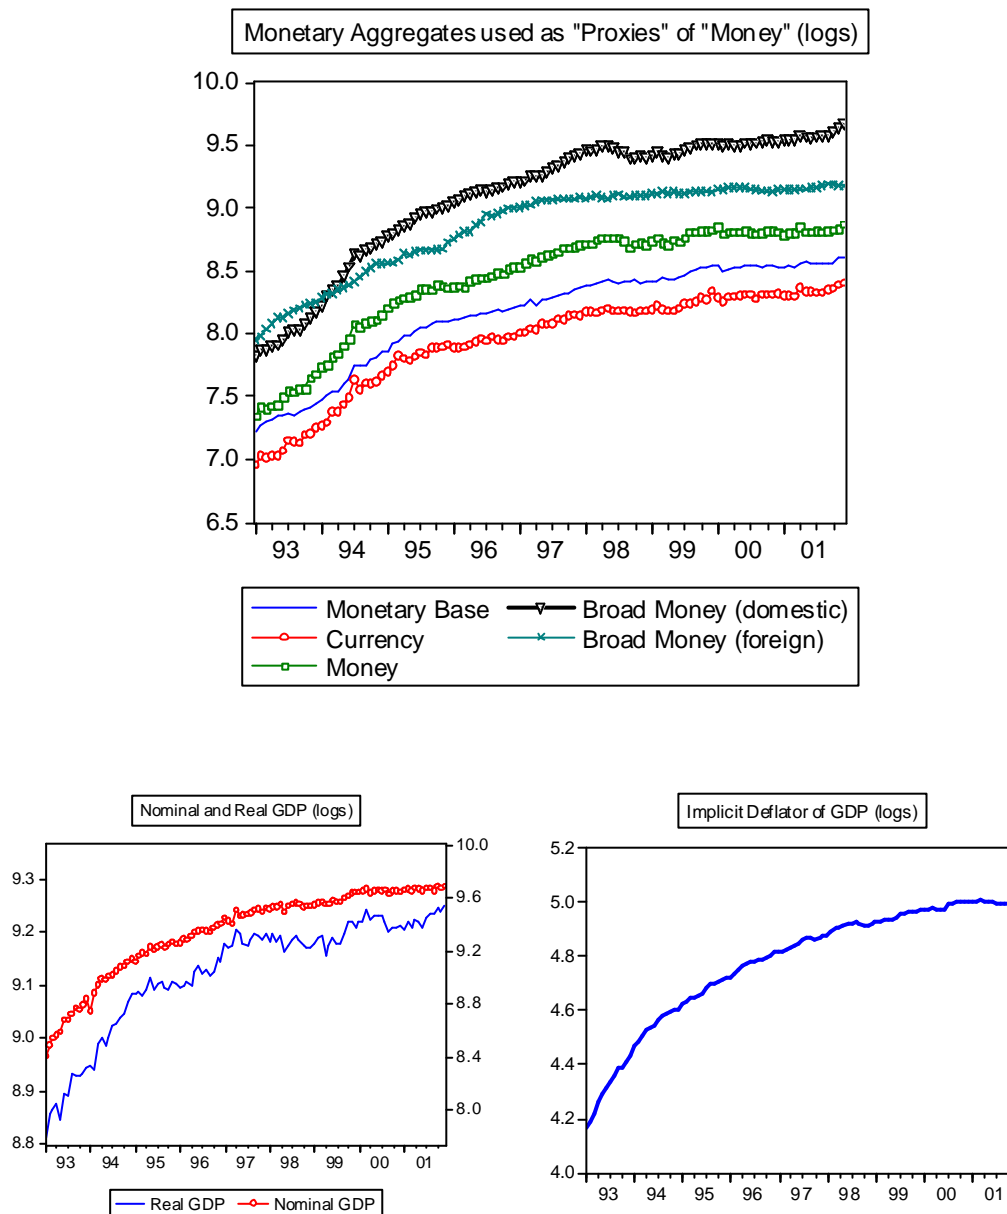 Monetary Aggregates used as "Proxies" of "Money" (logs)
10.0
9.5
9.0
8.5
8.0
7.5
7.0
6.5
93 94 95 96 97 98 99 00 01
Monetary Base Broad Money (domestic)
Currency Broad Money (foreign)
Money
Nominal and Real GDP (logs)
9.3
9.2
9.1
9.0
8.9
8.8
10.0
9.6
9.2
8.8
8.4
8.0
93 94 95 96 97 98 99 00 01
Real GDP Nominal GDP
Implicit Deflator of GDP (logs)
5.2
5.0
4.8
4.6
4.4
4.2
4.0
93 94 95 96 97 98 99 00 01